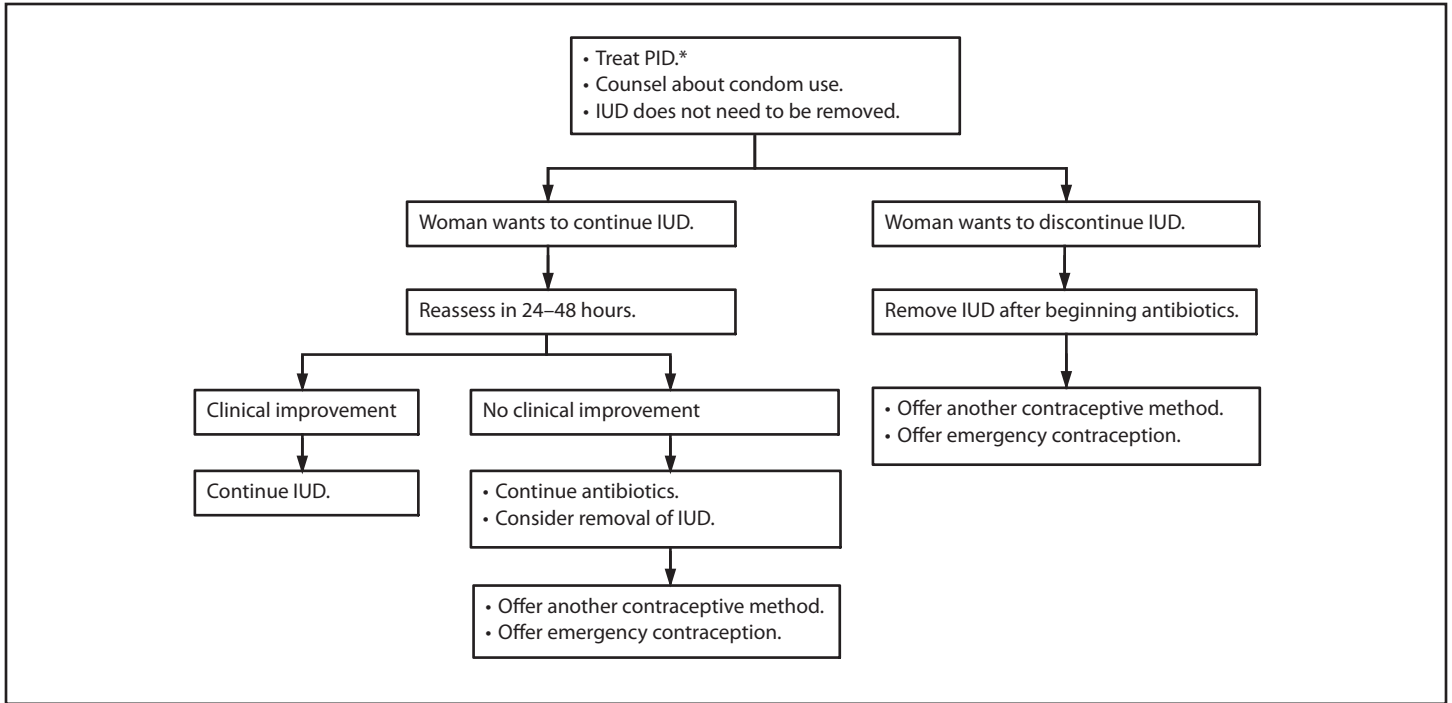 • Treat PID.*
• Counsel about condom use.
• IUD does not need to be removed.
Woman wants to continue IUD.
Woman wants to discontinue IUD.
Reassess in 24–48 hours.
Remove IUD after beginning antibiotics.
Clinical improvement
No clinical improvement
• Offer another contraceptive method.
• Offer emergency contraception.
Continue IUD.
• Continue antibiotics.
• Consider removal of IUD.
• Offer another contraceptive method.
• Offer emergency contraception.